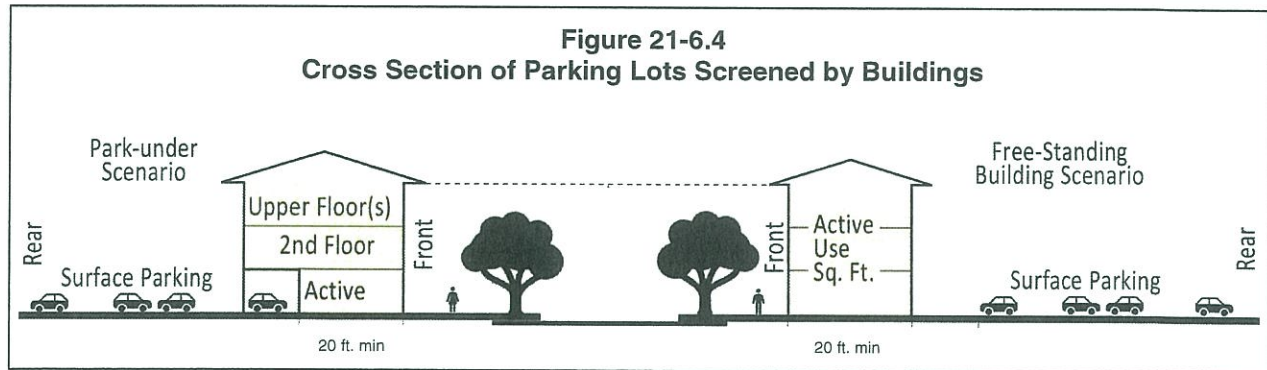 Figure 21-6.4
Cross Section of Parking Lots Screened by Buildings
Park-under
Scenario
Free-Standing
Building Scenario
Upper Floor(s)
2nd Floor
Active
Rear
Surface Parking
Front
Front
Active
Use
Sq. Ft.
Surface Parking
Rear
20 ft. min
20 ft. min